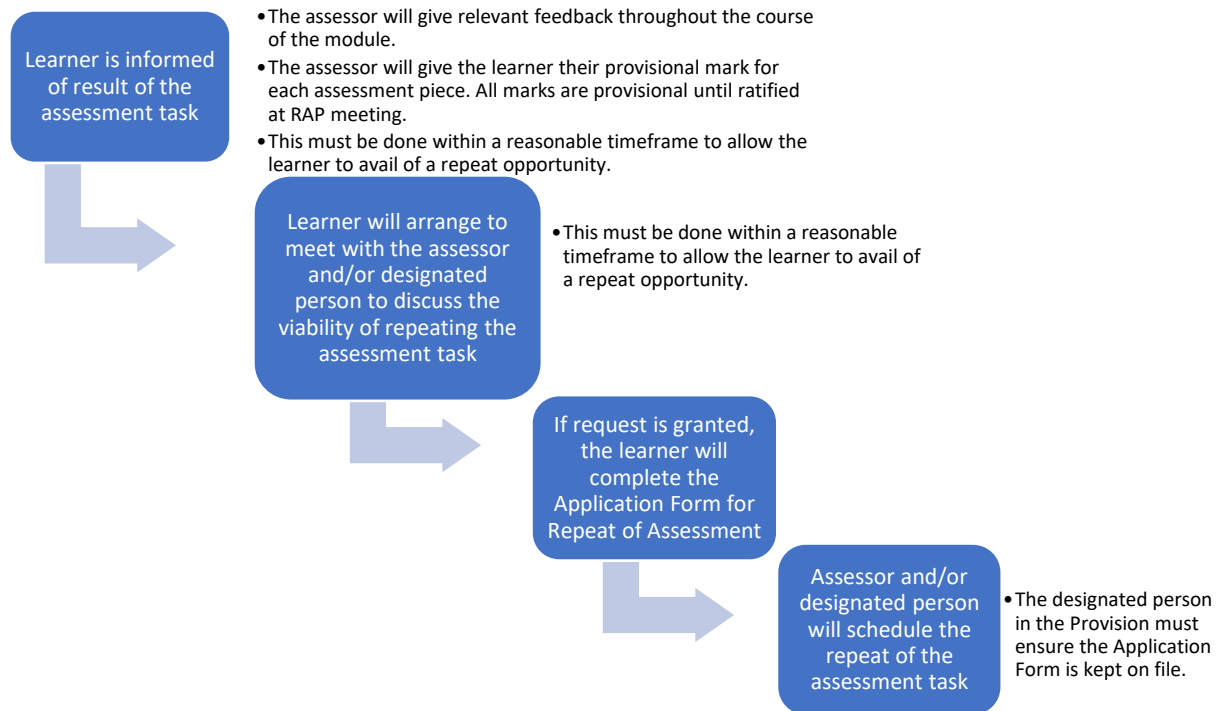 Learner is informed
of result of the
assessment task
•The assessor will give relevant feedback throughout the course
of the module.
•The assessor will give the learner their provisional mark for
each assessment piece. All marks are provisional until ratified
at RAP meeting.
•This must be done within a reasonable timeframe to allow the
learner to avail of a repeat opportunity.
Learner will arrange to
meet with the assessor
and/or designated
person to discuss the
viability of repeating the
assessment task
•This must be done within a reasonable
timeframe to allow the learner to avail of
a repeat opportunity.
If request is granted,
the learner will
complete the
Application Form for
Repeat of Assessment
Assessor and/or
designated person
will schedule the
repeat of the
assessment task
•The designated person
in the Provision must
ensure the Application
Form is kept on file.